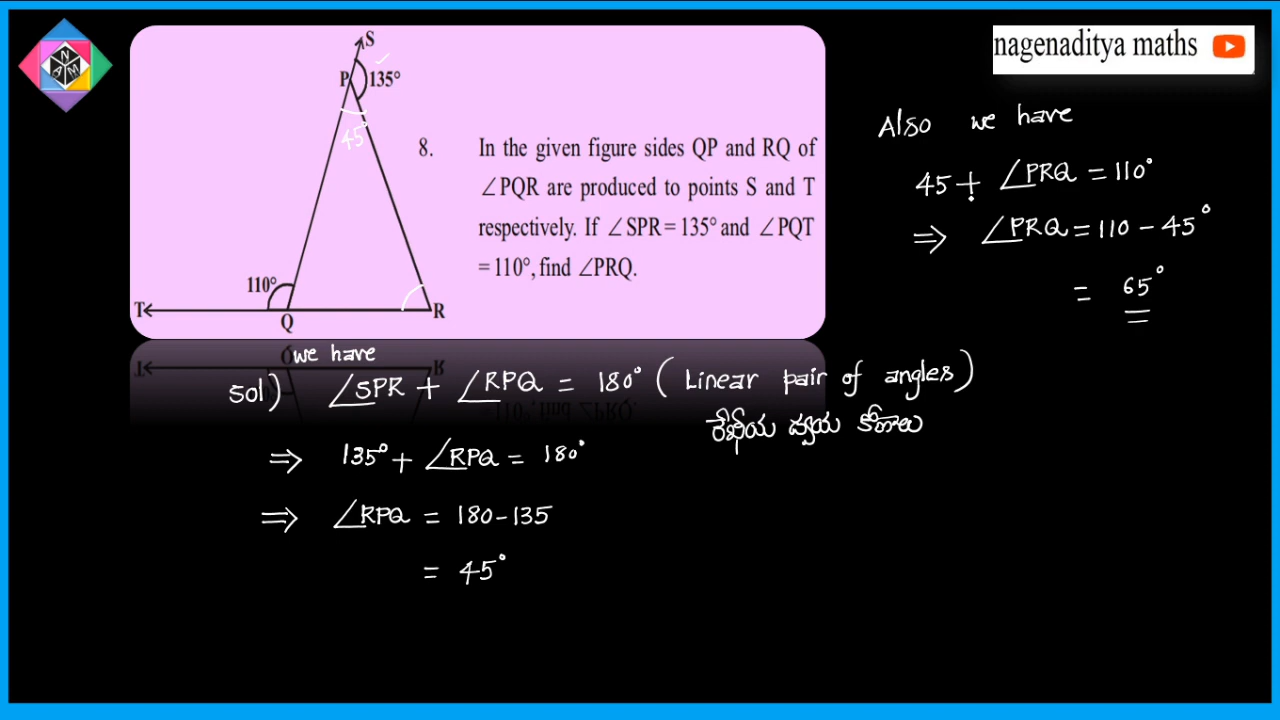 nagenaditya maths
N
A M
S
P 135°
45
110°
T
Q
R
8. In the given figure sides QP and RQ of
∠PQR are produced to points S and T
respectively. If ∠SPR = 135° and ∠PQT
= 110°, find ∠PRQ.
we have
Sol) ∠SPR + ∠RPQ = 180° (Linear pair of angles)
రేఖీయ ద్వయ కోణాలు
⇒ 135° + ∠RPQ = 180°
⇒ ∠RPQ = 180 - 135
= 45°
Also we have
45 + ∠PRQ = 110°
⇒ ∠PRQ = 110 - 45°
= 65°